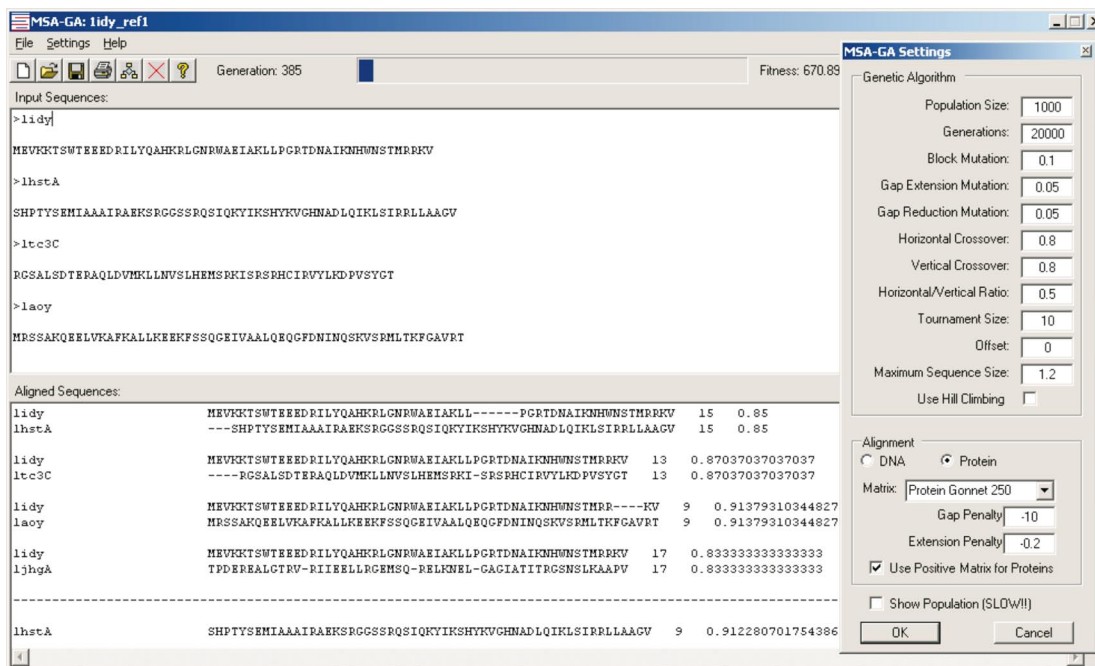 MSA-GA: 1idy_ref1
File Settings Help
Generation: 385
Fitness: 670.89
Input Sequences:
>1idy
MEVKKTSWTEEEDRILYQAHKRLGNRWAEIAKLLPGRTDNAIKNHWNSTMRRKV
>1hstA
SHPTYSEMIAAAIRAEKSRGGSSRQSIQKYIKSHYKVGHNADLQIKLSIRRLLAAGV
>1tc3C
RGSALSDTERAQLDVMKLLNVSLHEMSRKISRSRHCIRVYLKDPVSYGT
>1aoy
MRSSAKQEELVKAFKALLKEEKFSSQGEIVAALQEQGFDNINQSKVSRMLTKFGAVRT
Aligned Sequences:
1idy MEVKKTSWTEEEDRILYQAHKRLGNRWAEIAKLL------PGRTDNAIKNHWNSTMRRKV 15 0.85
1hstA ---SHPTYSEMIAAAIRAEKSRGGSSRQSIQKYIKSHYKVGHNADLQIKLSIRRLLAAGV 15 0.85
1idy MEVKKTSWTEEEDRILYQAHKRLGNRWAEIAKLLPGRTDNAIKNHWNSTMRRKV 13 0.87037037037037
1tc3C ----RGSALSDTERAQLDVMKLLNVSLHEMSRKI-SRSRHCIRVYLKDPVSYGT 13 0.87037037037037
1idy MEVKKTSWTEEEDRILYQAHKRLGNRWAEIAKLLPGRTDNAIKNHWNSTMRR----KV 9 0.91379310344827
1aoy MRSSAKQEELVKAFKALLKEEKFSSQGEIVAALQEQGFDNINQSKVSRMLTKFGAVRT 9 0.91379310344827
1idy MEVKKTSWTEEEDRILYQAHKRLGNRWAEIAKLLPGRTDNAIKNHWNSTMRRKV 17 0.833333333333333
1jhgA TPDEREALGTRV-RIIEELLRGEMSQ-RELKNEL-GAGIATITRGSNSLKAAPV 17 0.833333333333333
1hstA SHPTYSEMIAAAIRAEKSRGGSSRQSIQKYIKSHYKVGHNADLQIKLSIRRLLAAGV 9 0.912280701754386
MSA-GA Settings
Genetic Algorithm
Population Size: 1000
Generations: 20000
Block Mutation: 0.1
Gap Extension Mutation: 0.05
Gap Reduction Mutation: 0.05
Horizontal Crossover: 0.8
Vertical Crossover: 0.8
Horizontal/Vertical Ratio: 0.5
Tournament Size: 10
Offset: 0
Maximum Sequence Size: 1.2
Use Hill Climbing
Alignment
DNA Protein
Matrix: Protein Gonnet 250
Gap Penalty -10
Extension Penalty -0.2
Use Positive Matrix for Proteins
Show Population (SLOW!!)
OK Cancel